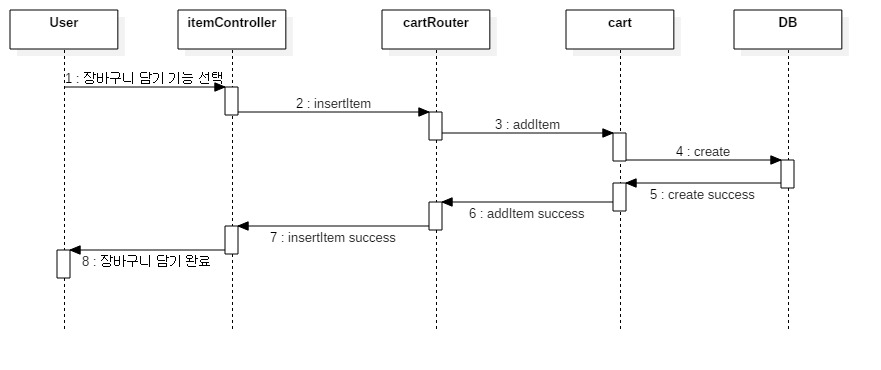 User
itemController
cartRouter
cart
DB
1 : 장바구니 담기 기능 선택
2 : insertItem
3 : addItem
4 : create
5 : create success
6 : addItem success
7 : insertItem success
8 : 장바구니 담기 완료